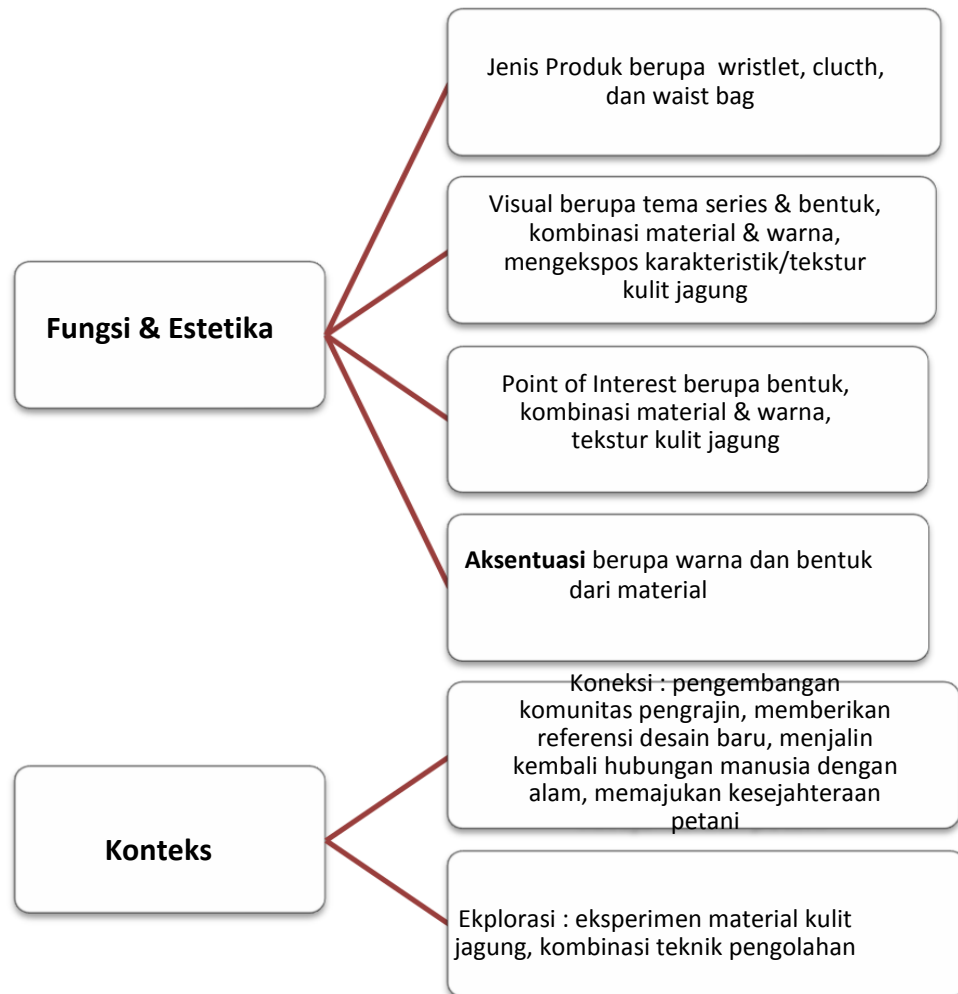 Fungsi & Estetika
Jenis Produk berupa wristlet, clucth,
dan waist bag
Visual berupa tema series & bentuk,
kombinasi material & warna,
mengekspos karakteristik/tekstur
kulit jagung
Point of Interest berupa bentuk,
kombinasi material & warna,
tekstur kulit jagung
Aksentuasi berupa warna dan bentuk
dari material
Konteks
Koneksi : pengembangan
komunitas pengrajin, memberikan
referensi desain baru, menjalin
kembali hubungan manusia dengan
alam, memajukan kesejahteraan
petani
Ekplorasi : eksperimen material kulit
jagung, kombinasi teknik pengolahan